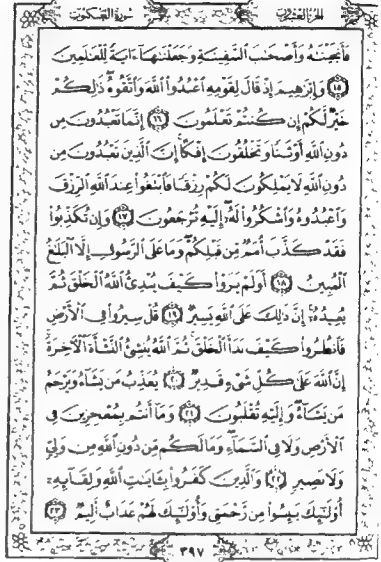 الجزء العشرون
سورة العنكبوت
فَأَنجَيْنَٰهُ وَأَصْحَٰبَ ٱلسَّفِينَةِ وَجَعَلْنَٰهَآ ءَايَةً لِّلْعَٰلَمِينَ
١٥ وَإِبْرَٰهِيمَ إِذْ قَالَ لِقَوْمِهِ ٱعْبُدُوا۟ ٱللَّهَ وَٱتَّقُوهُ ۖ ذَٰلِكُمْ
خَيْرٌ لَّكُمْ إِن كُنتُمْ تَعْلَمُونَ ١٦ إِنَّمَا تَعْبُدُونَ مِن
دُونِ ٱللَّهِ أَوْثَٰنًا وَتَخْلُقُونَ إِفْكًا ۚ إِنَّ ٱلَّذِينَ تَعْبُدُونَ مِن
دُونِ ٱللَّهِ لَا يَمْلِكُونَ لَكُمْ رِزْقًا فَٱبْتَغُوا۟ عِندَ ٱللَّهِ ٱلرِّزْقَ
وَٱعْبُدُوهُ وَٱشْكُرُوا۟ لَهُۥٓ ۖ إِلَيْهِ تُرْجَعُونَ ١٧ وَإِن تُكَذِّبُوا۟
فَقَدْ كَذَّبَ أُمَمٌ مِّن قَبْلِكُمْ ۖ وَمَا عَلَى ٱلرَّسُولِ إِلَّا ٱلْبَلَٰغُ
ٱلْمُبِينُ ١٨ أَوَلَمْ يَرَوْا۟ كَيْفَ يُبْدِئُ ٱللَّهُ ٱلْخَلْقَ ثُمَّ
يُعِيدُهُۥٓ ۚ إِنَّ ذَٰلِكَ عَلَى ٱللَّهِ يَسِيرٌ ١٩ قُلْ سِيرُوا۟ فِى ٱلْأَرْضِ
فَٱنظُرُوا۟ كَيْفَ بَدَأَ ٱلْخَلْقَ ۚ ثُمَّ ٱللَّهُ يُنشِئُ ٱلنَّشْأَةَ ٱلْءَاخِرَةَ ۚ
إِنَّ ٱللَّهَ عَلَىٰ كُلِّ شَىْءٍ قَدِيرٌ ٢٠ يُعَذِّبُ مَن يَشَآءُ وَيَرْحَمُ
مَن يَشَآءُ ۖ وَإِلَيْهِ تُقْلَبُونَ ٢١ وَمَآ أَنتُم بِمُعْجِزِينَ فِى
ٱلْأَرْضِ وَلَا فِى ٱلسَّمَآءِ ۖ وَمَا لَكُم مِّن دُونِ ٱللَّهِ مِن وَلِىٍّ
وَلَا نَصِيرٍ ٢٢ وَٱلَّذِينَ كَفَرُوا۟ بِـَٔايَٰتِ ٱللَّهِ وَلِقَآئِهِۦٓ
أُو۟لَٰٓئِكَ يَئِسُوا۟ مِن رَّحْمَتِى وَأُو۟لَٰٓئِكَ لَهُمْ عَذَابٌ أَلِيمٌ ٢٣
٣٩٧